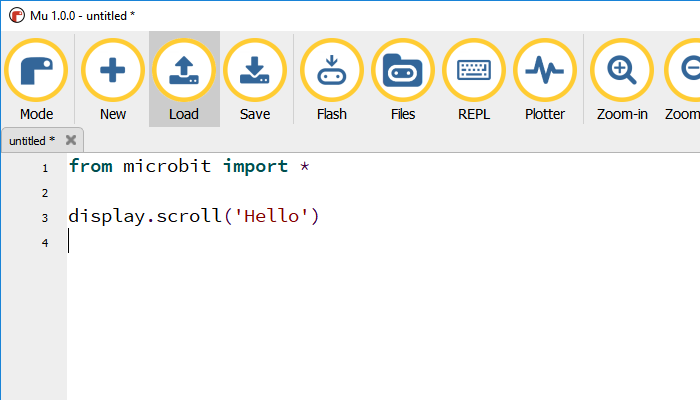 Mu 1.0.0 - untitled *
Mode New Load Save Flash Files REPL Plotter Zoom-in Zoom
untitled *
1 from microbit import *
2
3 display.scroll('Hello')
4